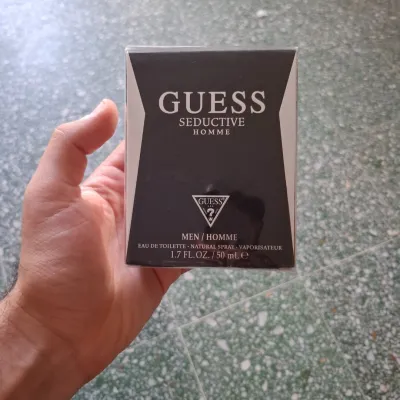 GUESS
SEDUCTIVE
HOMME
GUESS
?
MEN / HOMME
EAU DE TOILETTE - NATURAL SPRAY - VAPORISATEUR
1.7 FL.OZ. / 50 mL ℮